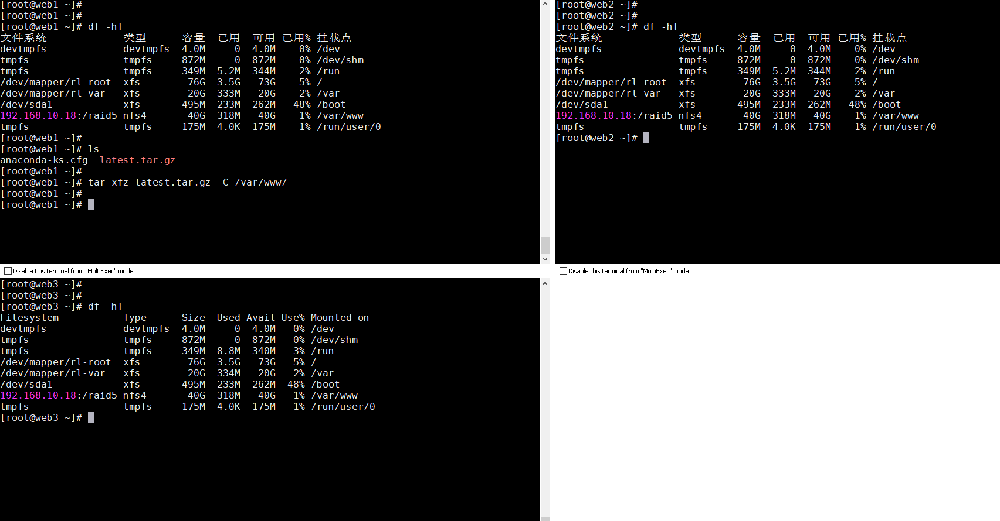 [root@web1 ~]#
[root@web1 ~]#
[root@web1 ~]# df -hT
文件系统 类型 容量 已用 可用 已用% 挂载点
devtmpfs devtmpfs 4.0M 0 4.0M 0% /dev
tmpfs tmpfs 872M 0 872M 0% /dev/shm
tmpfs tmpfs 349M 5.2M 344M 2% /run
/dev/mapper/rl-root xfs 76G 3.5G 73G 5% /
/dev/mapper/rl-var xfs 20G 333M 20G 2% /var
/dev/sda1 xfs 495M 233M 262M 48% /boot
192.168.10.18:/raid5 nfs4 40G 318M 40G 1% /var/www
tmpfs tmpfs 175M 4.0K 175M 1% /run/user/0
[root@web1 ~]#
[root@web1 ~]# ls
anaconda-ks.cfg latest.tar.gz
[root@web1 ~]#
[root@web1 ~]# tar xfz latest.tar.gz -C /var/www/
[root@web1 ~]#
[root@web1 ~]#
Disable this terminal from "MultiExec" mode
[root@web2 ~]#
[root@web2 ~]#
[root@web2 ~]# df -hT
文件系统 类型 容量 已用 可用 已用% 挂载点
devtmpfs devtmpfs 4.0M 0 4.0M 0% /dev
tmpfs tmpfs 872M 0 872M 0% /dev/shm
tmpfs tmpfs 349M 5.2M 344M 2% /run
/dev/mapper/rl-root xfs 76G 3.5G 73G 5% /
/dev/mapper/rl-var xfs 20G 333M 20G 2% /var
/dev/sda1 xfs 495M 233M 262M 48% /boot
192.168.10.18:/raid5 nfs4 40G 318M 40G 1% /var/www
tmpfs tmpfs 175M 4.0K 175M 1% /run/user/0
[root@web2 ~]#
Disable this terminal from "MultiExec" mode
[root@web3 ~]#
[root@web3 ~]#
[root@web3 ~]# df -hT
Filesystem Type Size Used Avail Use% Mounted on
devtmpfs devtmpfs 4.0M 0 4.0M 0% /dev
tmpfs tmpfs 872M 0 872M 0% /dev/shm
tmpfs tmpfs 349M 8.8M 340M 3% /run
/dev/mapper/rl-root xfs 76G 3.5G 73G 5% /
/dev/mapper/rl-var xfs 20G 334M 20G 2% /var
/dev/sda1 xfs 495M 233M 262M 48% /boot
192.168.10.18:/raid5 nfs4 40G 318M 40G 1% /var/www
tmpfs tmpfs 175M 4.0K 175M 1% /run/user/0
[root@web3 ~]#